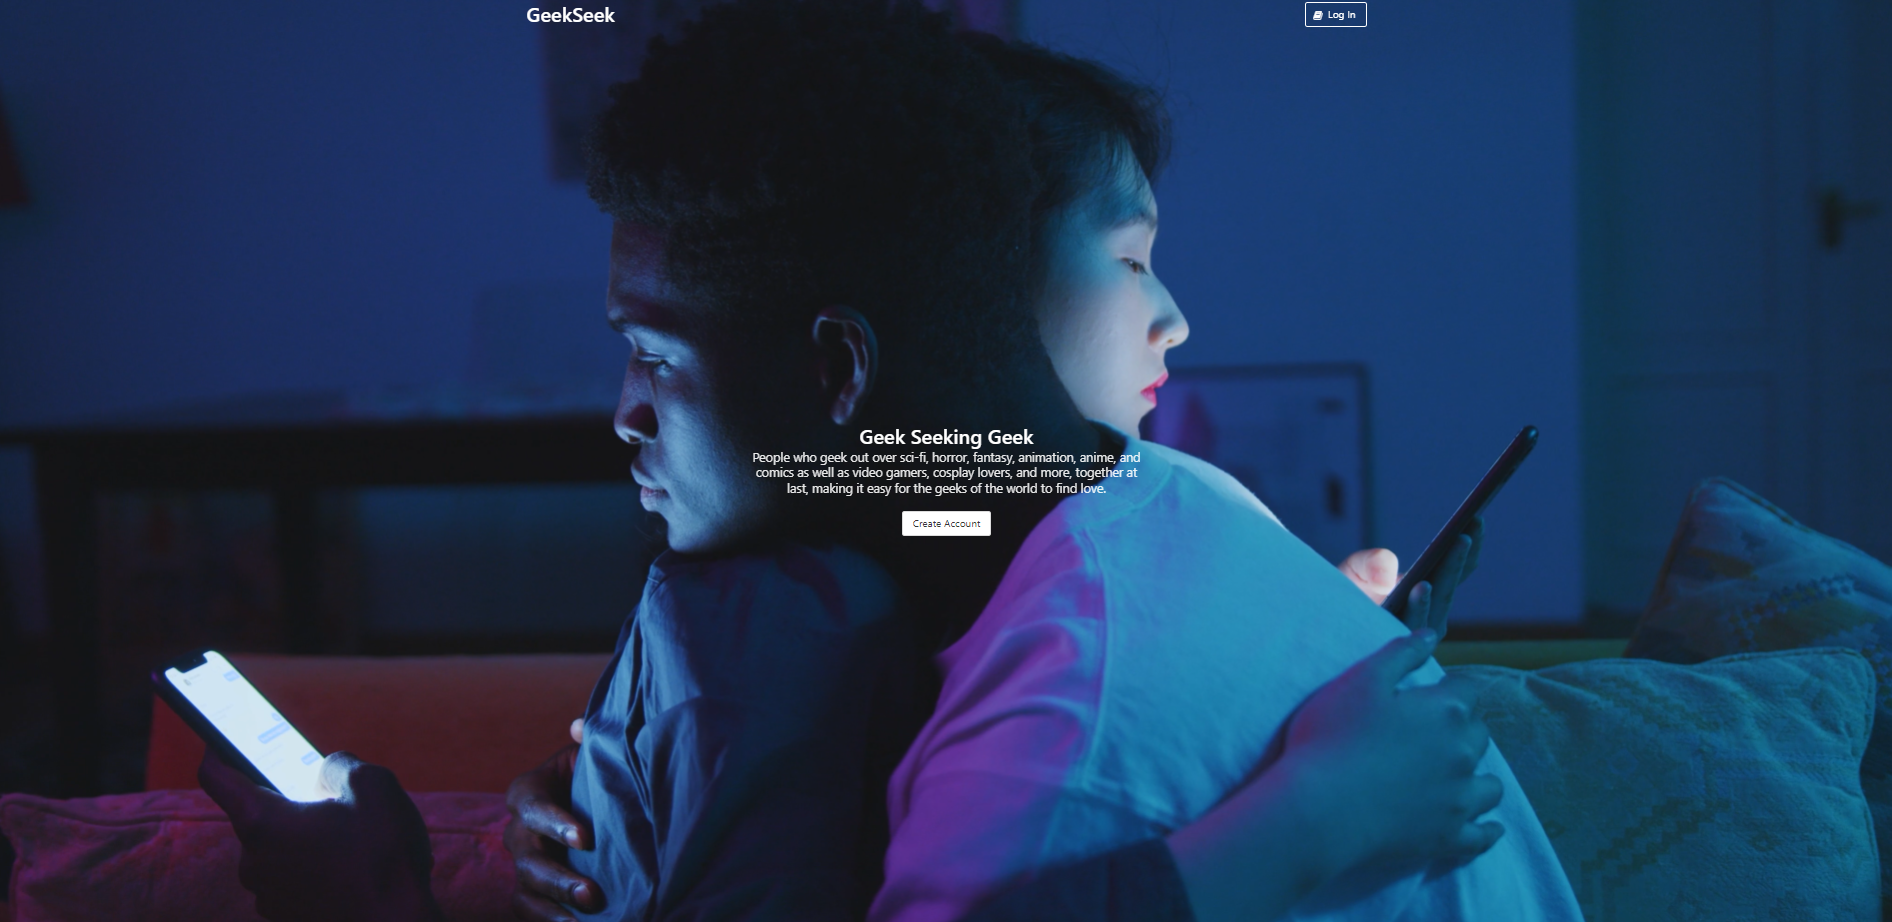 GeekSeek
Log In
Geek Seeking Geek
People who geek out over sci-fi, horror, fantasy, animation, anime, and
comics as well as video gamers, cosplay lovers, and more, together at
last, making it easy for the geeks of the world to find love.
Create Account